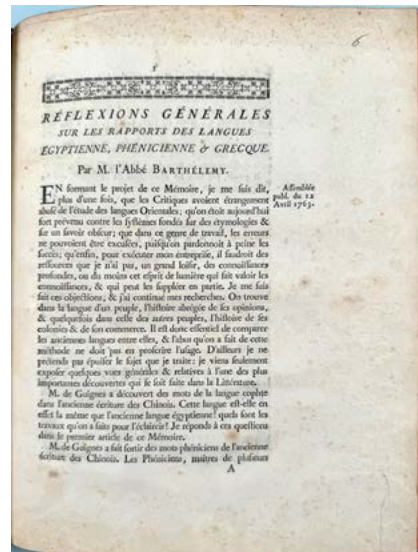 6
RÉFLEXIONS GÉNÉRALES
SUR LES RAPPORTS DES LANGUES
ÉGYPTIENNE, PHÉNICIENNE & GRECQUE.
Par M. l'Abbé BARTHÉLEMY.
EN formant le projet de ce Mémoire, je me suis dit,
plus d'une fois, que les Critiques avoient étrangement
abusé de l'étude des langues Orientales; qu'on étoit aujourd'hui
fort prévenu contre les systèmes fondés sur des étymologies &
sur un savoir obscur; que dans ce genre de travail, les erreurs
ne pouvoient être excusées, puisqu'on pardonnoit à peine les
succès; qu'enfin, pour exécuter mon entreprise, il faudroit des
ressources que je n'ai pas, un grand loisir, des connoissances
profondes, ou du moins cet esprit de lumière qui fait valoir les
connoissances, & qui peut les suppléer en partie. Je me suis
fait ces objections, & j'ai continué mes recherches. On trouve
dans la langue d'un peuple, l'histoire abrégée de ses opinions,
& quelquefois dans celle des autres peuples, l'histoire de ses
colonies & de son commerce. Il est donc essentiel de comparer
les anciennes langues entre elles, & l'abus qu'on a fait de cette
méthode ne doit pas en proscrire l'usage. D'ailleurs je ne
prétends pas épuiser le sujet que je traite: je viens seulement
exposer quelques vues générales & relatives à l'une des plus
importantes découvertes qui se soit faite dans la Littérature.
M. de Guignes a découvert des mots de la langue cophte
dans l'ancienne écriture des Chinois. Cette langue est-elle en
effet la même que l'ancienne langue égyptienne! quels sont les
travaux qu'on a faits pour l'éclaircir! Je réponds à ces questions
dans le premier article de ce Mémoire.
M. de Guignes a fait sortir des mots phéniciens de l'ancienne
écriture des Chinois. Les Phéniciens, maîtres de plusieurs
A
Assemblée
publ. du 12
Avril 1763.